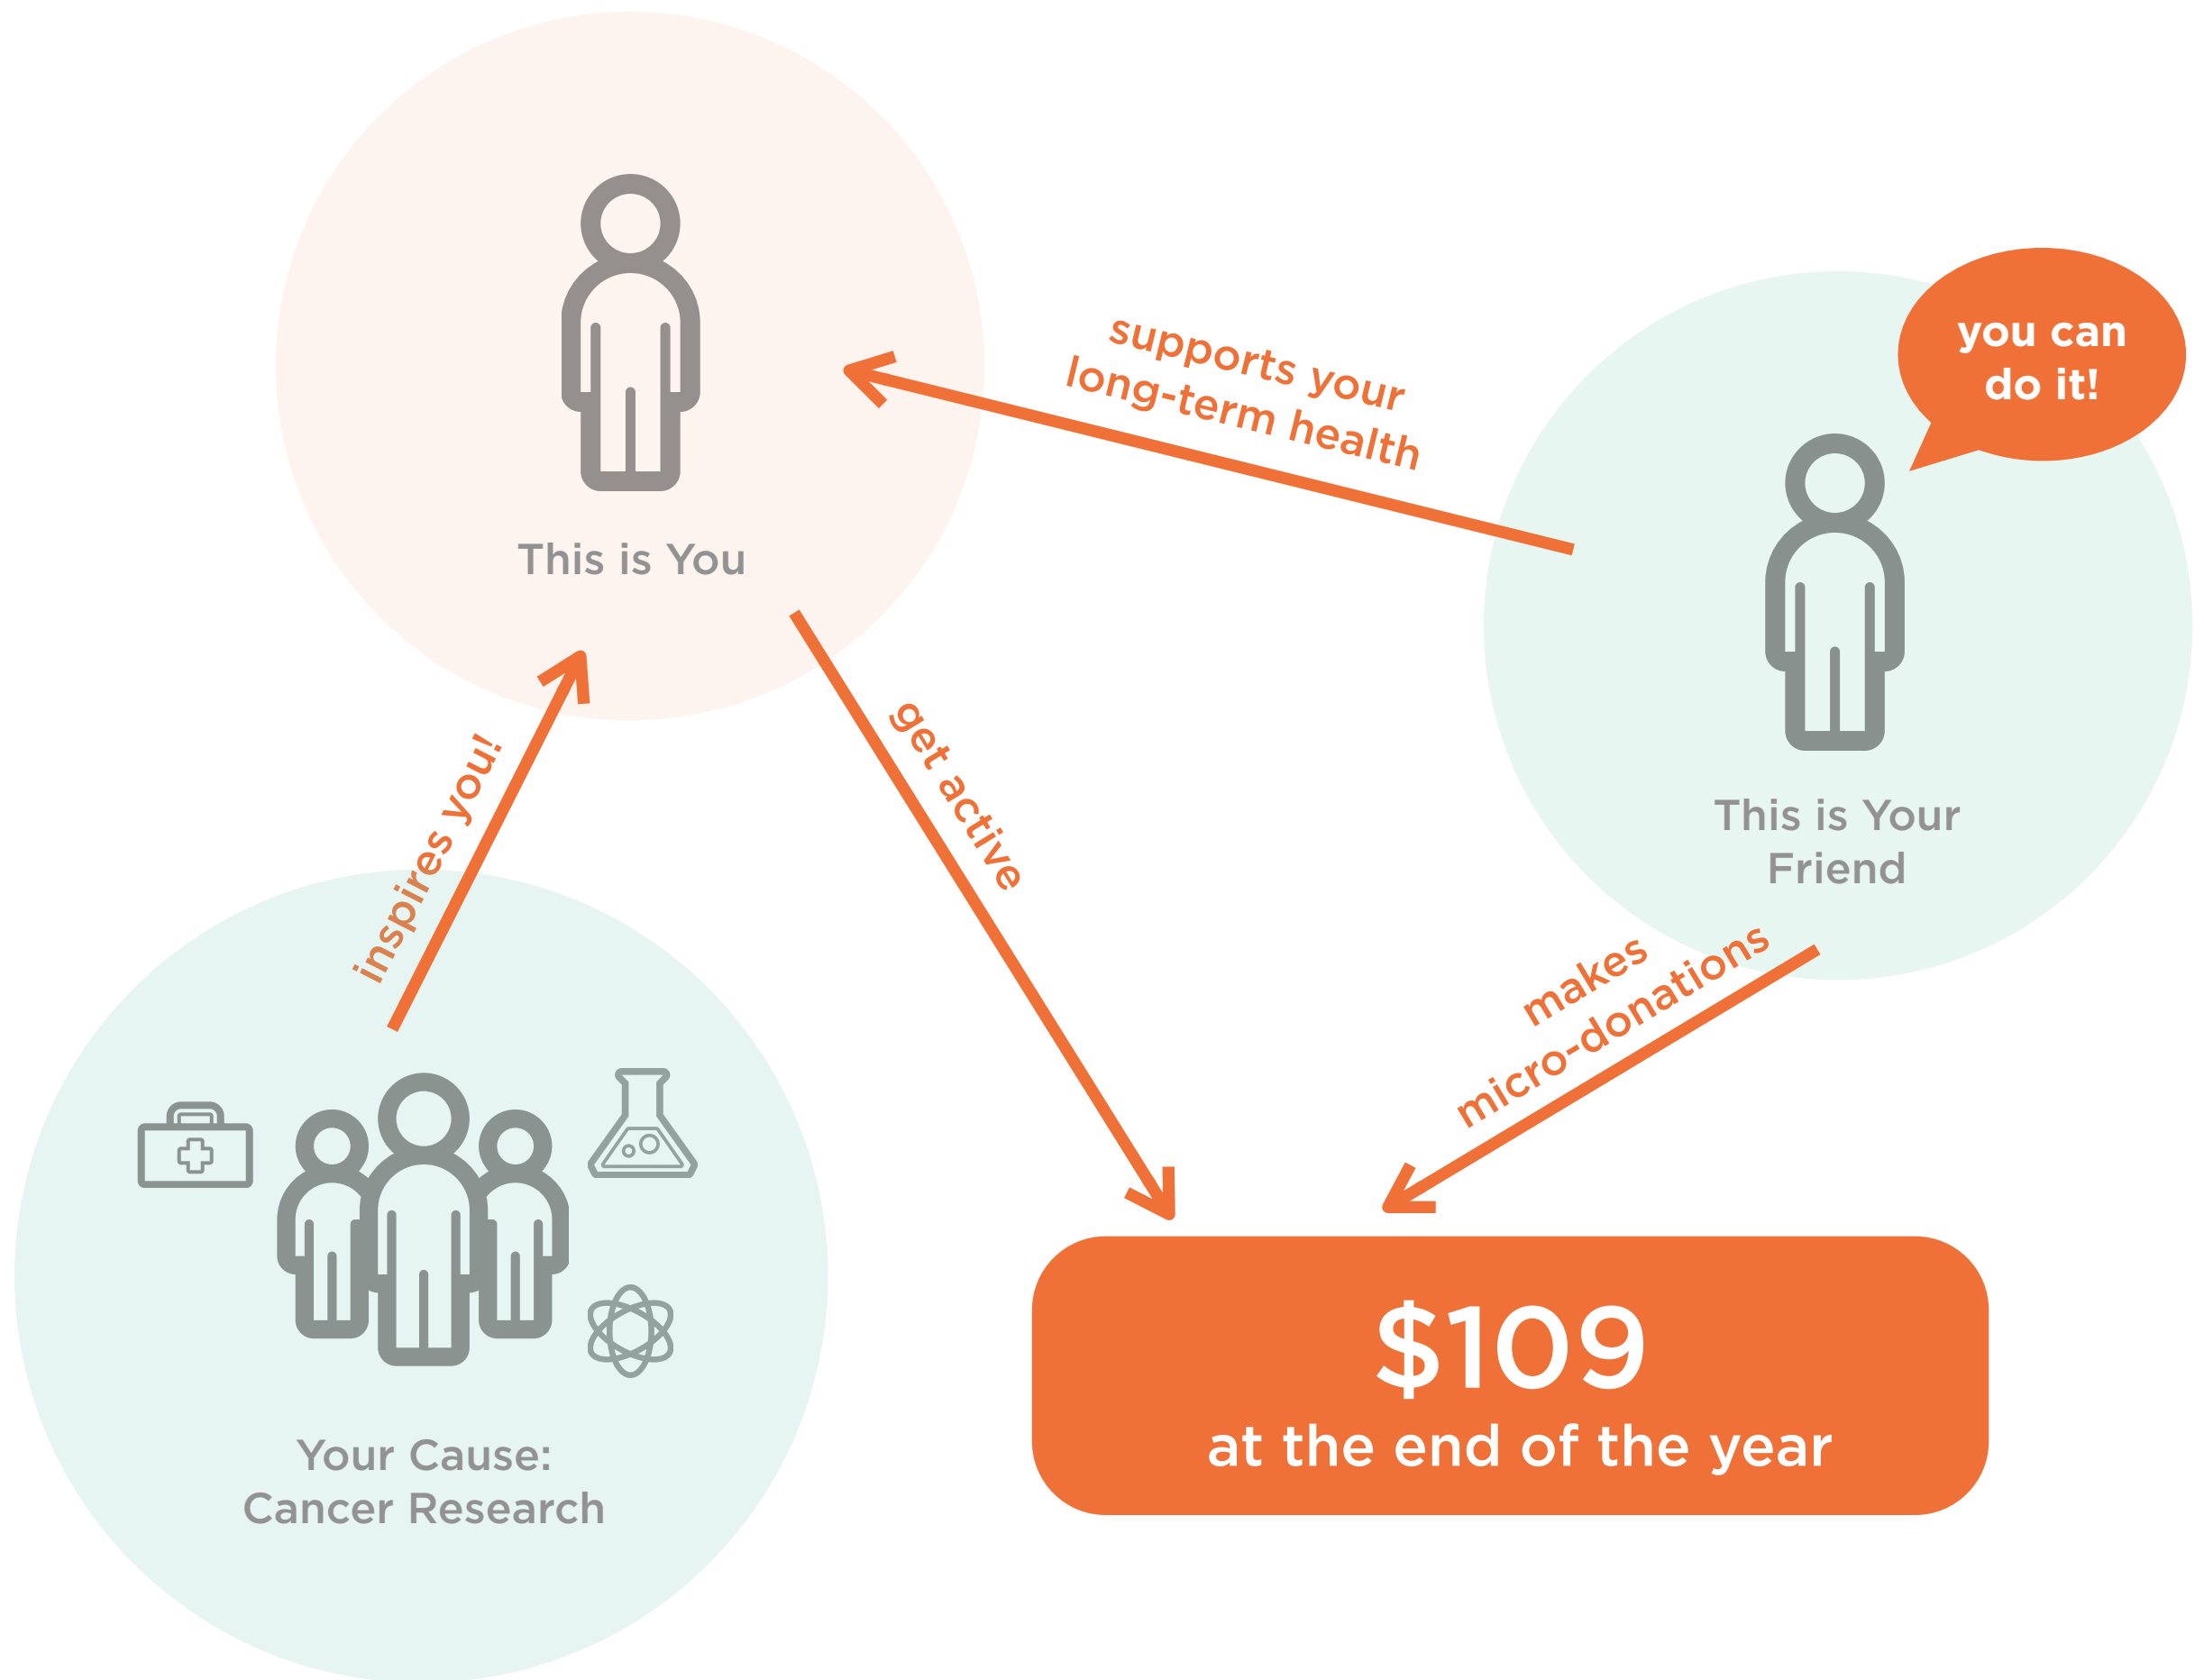 you can
do it!
supports your
long-term health
This is You
get active
inspires you!
This is Your
Friend
makes
micro-donations
$109
at the end of the year
Your Cause:
Cancer Research